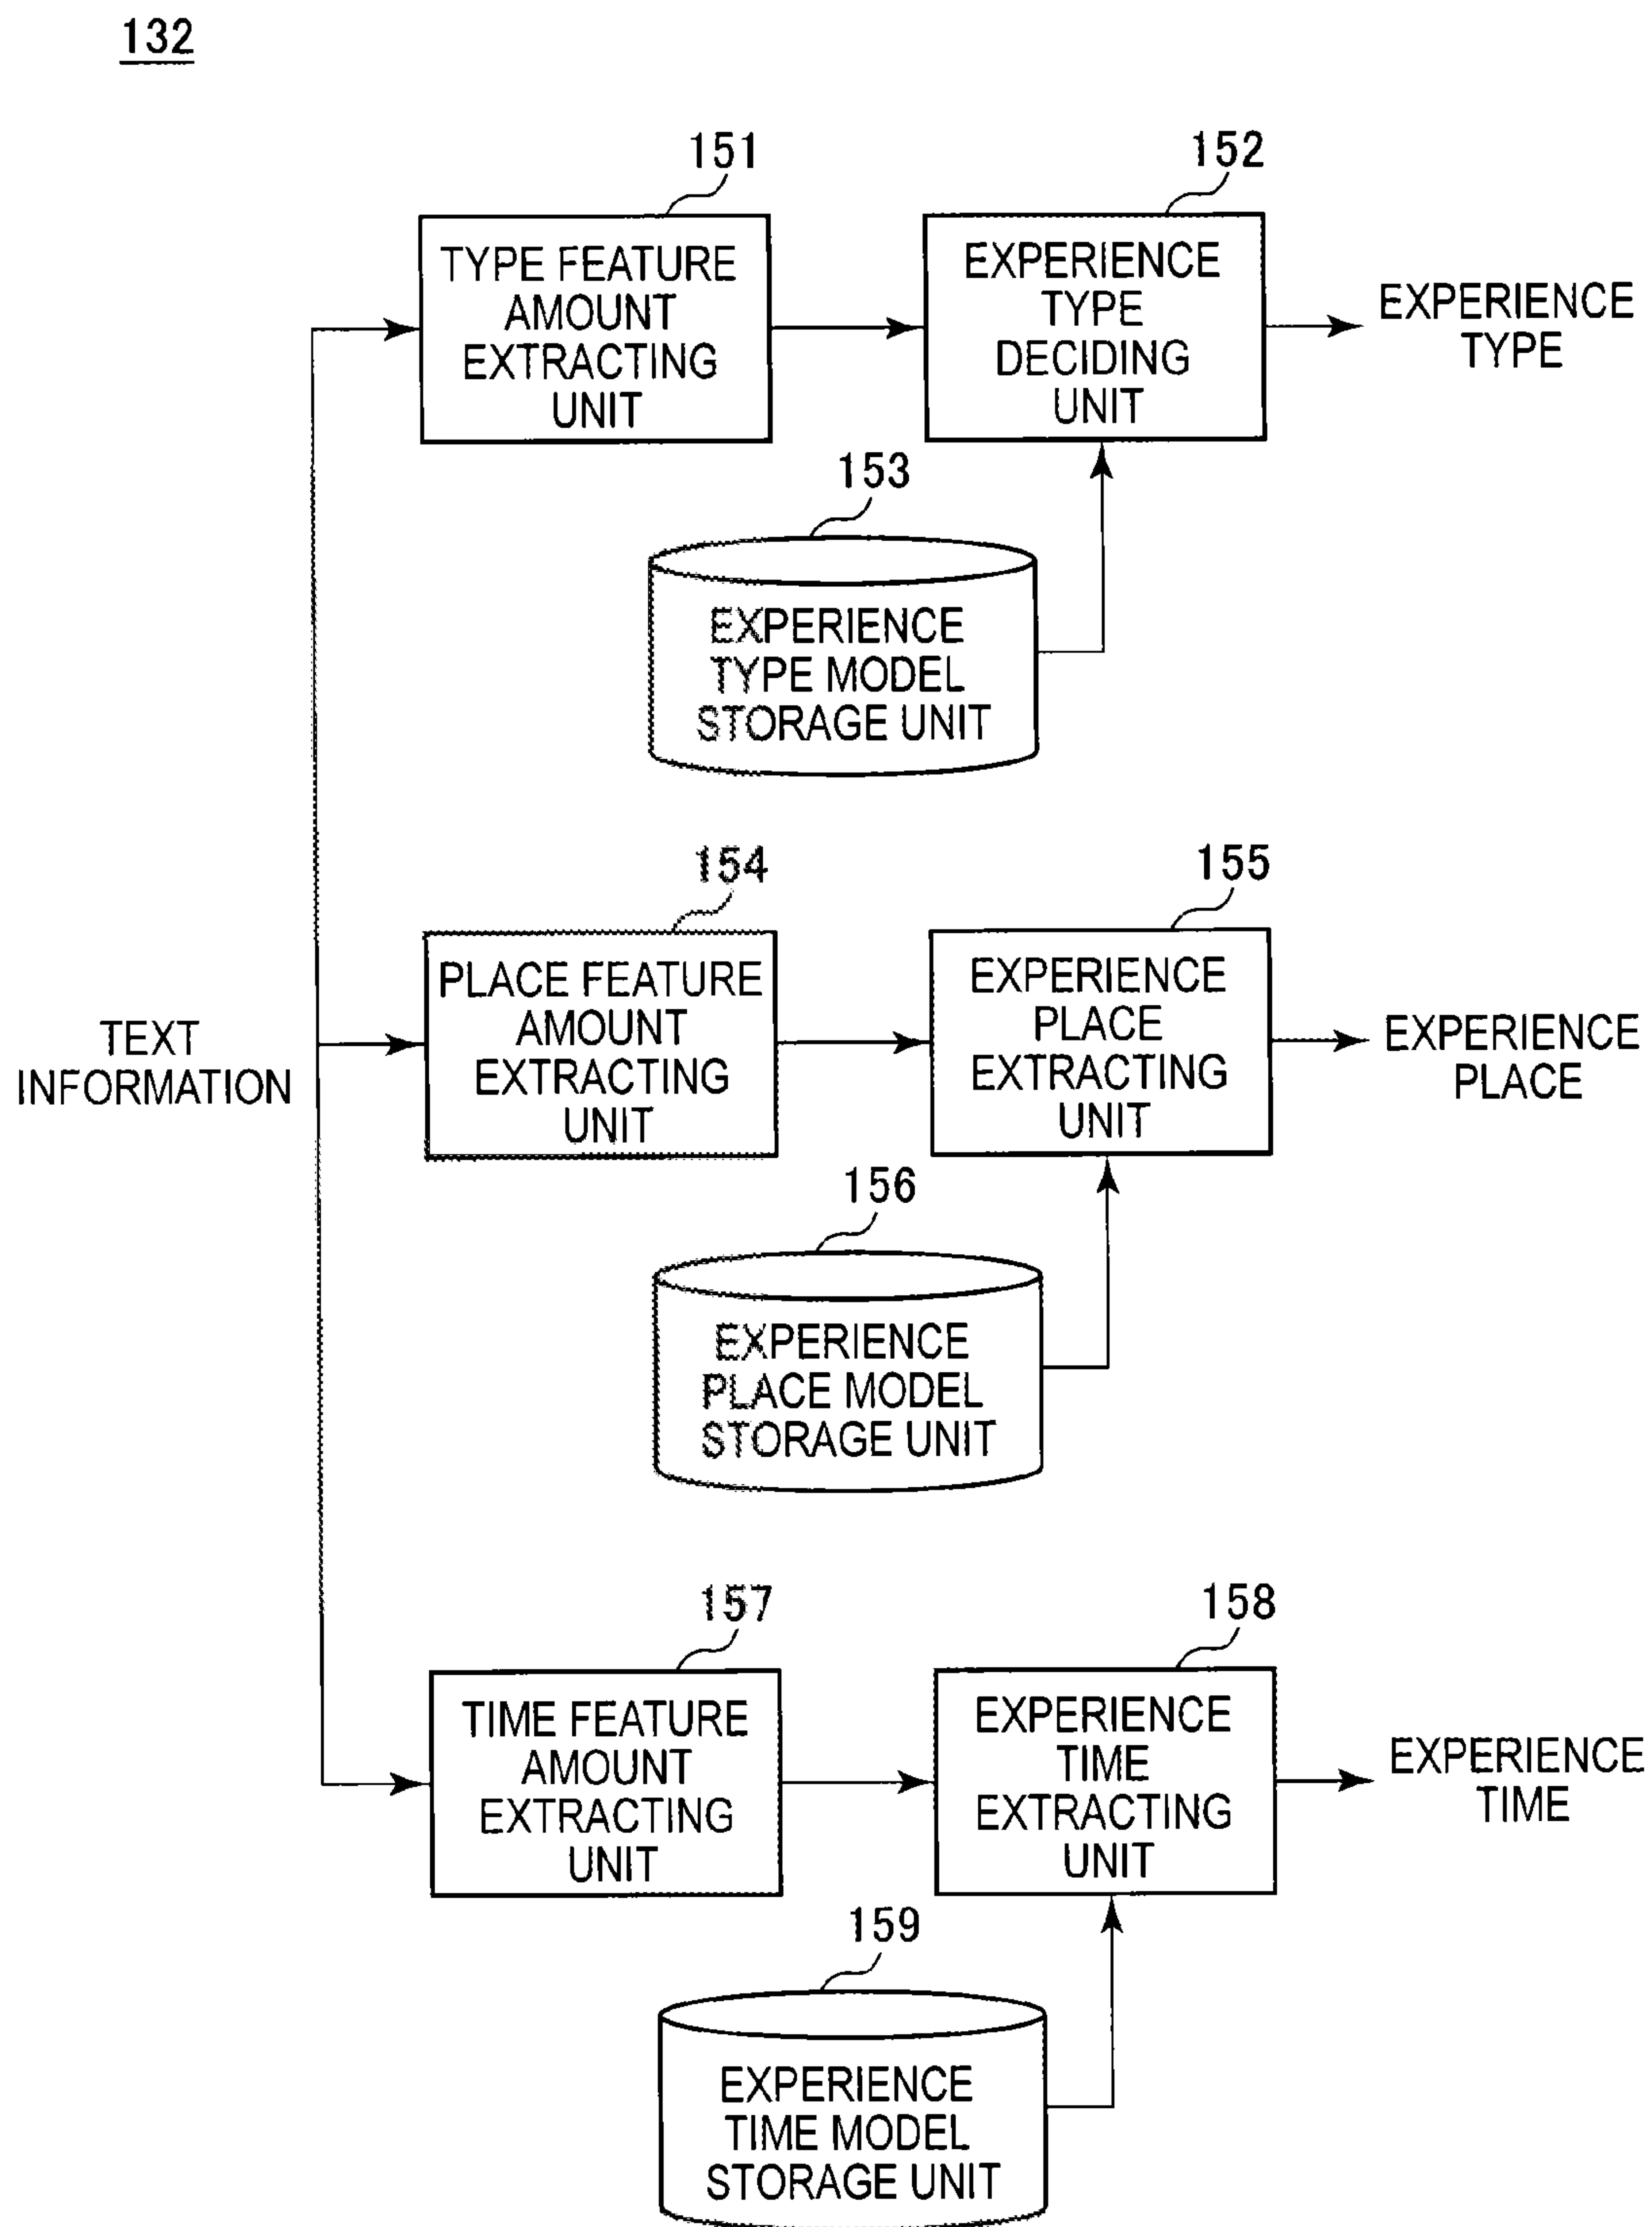 132
151
TYPE FEATURE
AMOUNT
EXTRACTING
UNIT
152
EXPERIENCE
TYPE
DECIDING
UNIT
EXPERIENCE
TYPE
153
EXPERIENCE
TYPE MODEL
STORAGE UNIT
TEXT
INFORMATION
154
PLACE FEATURE
AMOUNT
EXTRACTING
UNIT
155
EXPERIENCE
PLACE
EXTRACTING
UNIT
EXPERIENCE
PLACE
156
EXPERIENCE
PLACE MODEL
STORAGE UNIT
157
TIME FEATURE
AMOUNT
EXTRACTING
UNIT
158
EXPERIENCE
TIME
EXTRACTING
UNIT
EXPERIENCE
TIME
159
EXPERIENCE
TIME MODEL
STORAGE UNIT